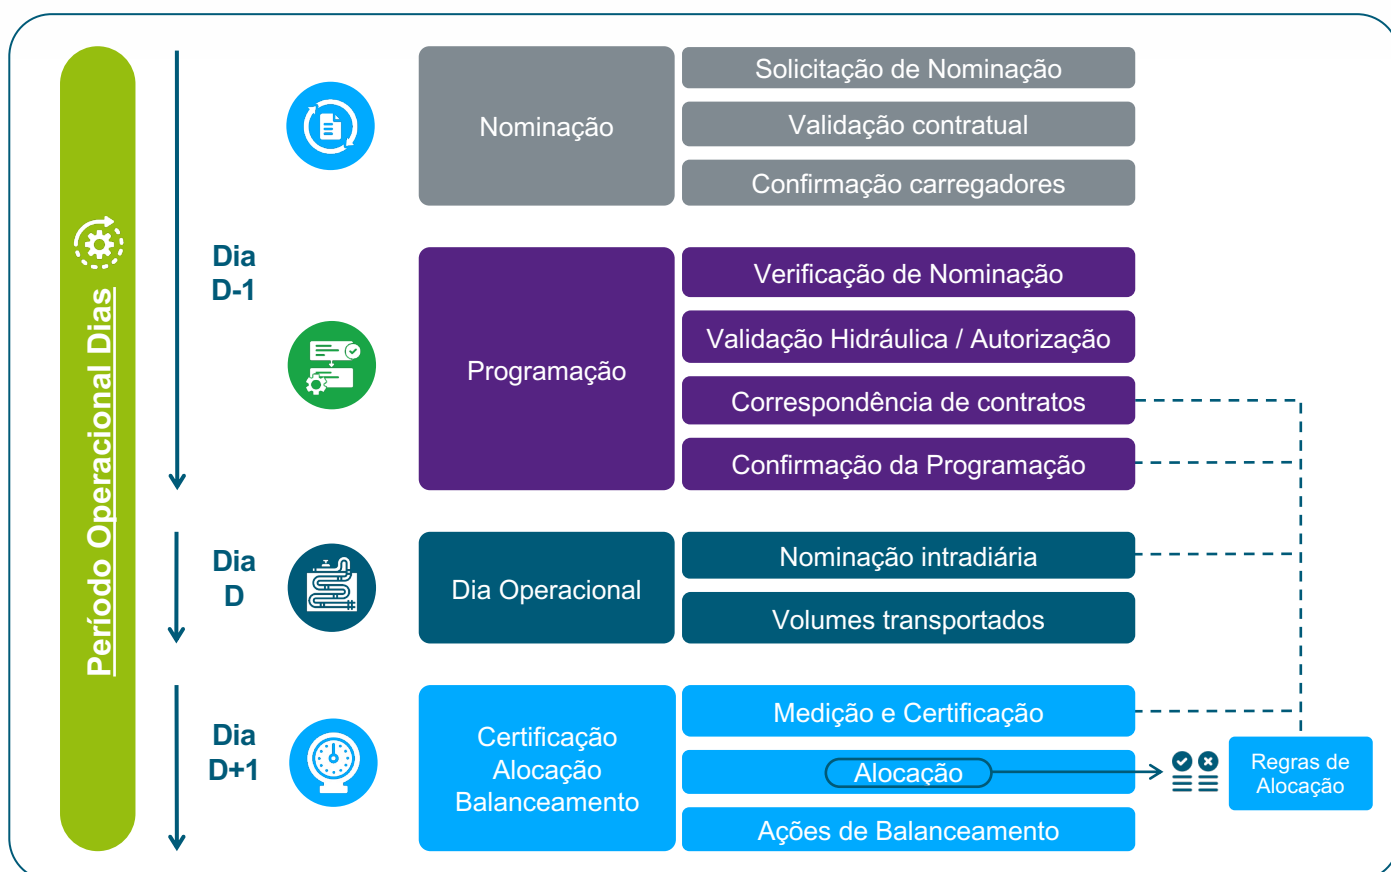 Período Operacional Dias
Dia
D-1
Nominação
Solicitação de Nominação
Validação contratual
Confirmação carregadores
Programação
Verificação de Nominação
Validação Hidráulica / Autorização
Correspondência de contratos
Confirmação da Programação
Dia
D
Dia Operacional
Nominação intradiária
Volumes transportados
Dia
D+1
Certificação
Alocação
Balanceamento
Medição e Certificação
Alocação
Ações de Balanceamento
Regras de
Alocação